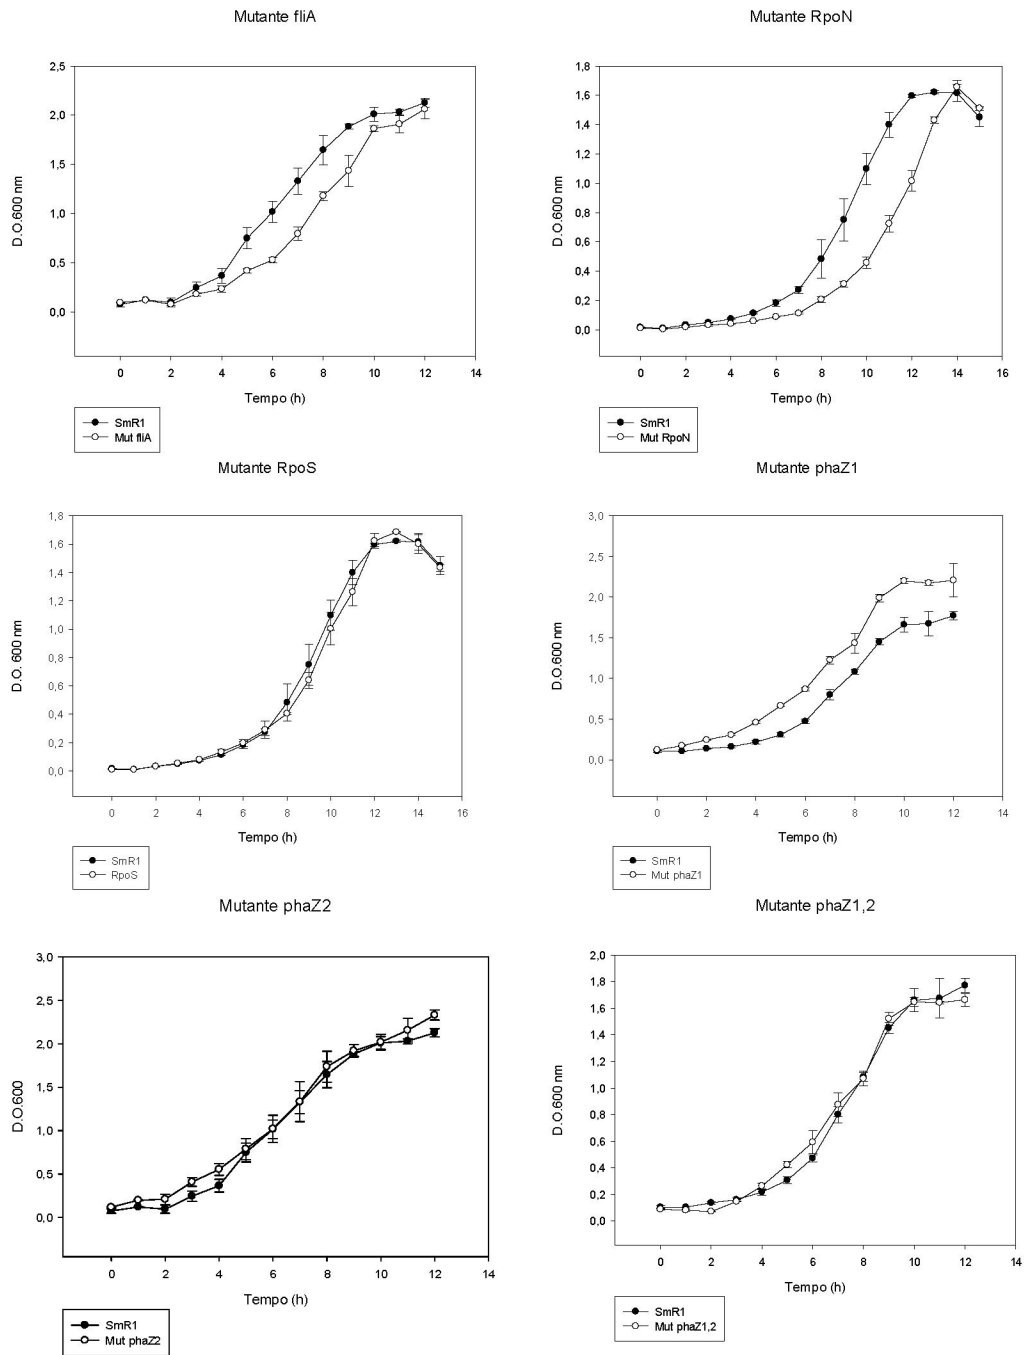 Mutante fliA
2,5
2,0
1,5
1,0
0,5
0,0
D.O.600 nm
0 2 4 6 8 10 12 14
Tempo (h)
SmR1
Mut fliA
Mutante RpoN
1,8
1,6
1,4
1,2
1,0
0,8
0,6
0,4
0,2
0,0
D.O.600 nm
0 2 4 6 8 10 12 14 16
Tempo (h)
SmR1
Mut RpoN
Mutante RpoS
1,8
1,6
1,4
1,2
1,0
0,8
0,6
0,4
0,2
0,0
D.O. 600 nm
0 2 4 6 8 10 12 14 16
Tempo (h)
SmR1
RpoS
Mutante phaZ1
3,0
2,5
2,0
1,5
1,0
0,5
0,0
D.O.600 nm
0 2 4 6 8 10 12 14
Tempo (h)
SmR1
Mut phaZ1
Mutante phaZ2
3,0
2,5
2,0
1,5
1,0
0,5
0,0
D.O.600
0 2 4 6 8 10 12 14
Tempo (h)
SmR1
Mut phaZ2
Mutante phaZ1,2
2,0
1,8
1,6
1,4
1,2
1,0
0,8
0,6
0,4
0,2
0,0
D.O.600 nm
0 2 4 6 8 10 12 14
Tempo (h)
SmR1
Mut phaZ1,2